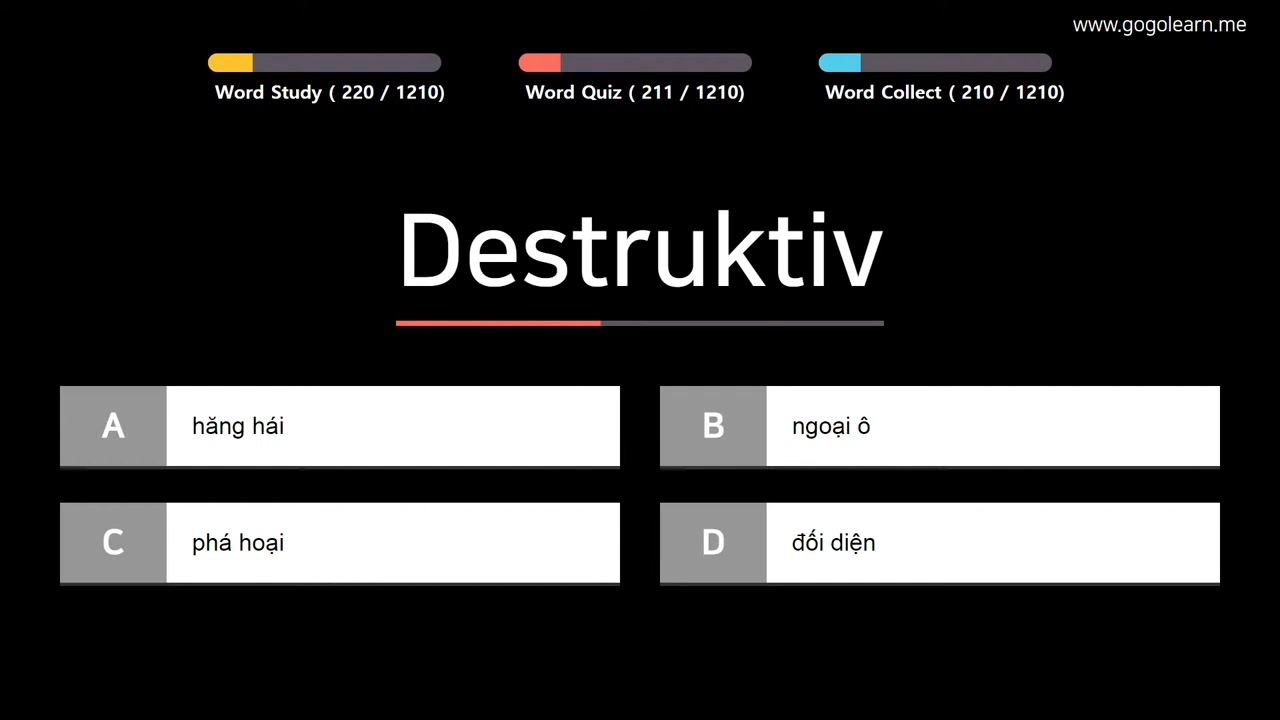 www.gogolearn.me
Word Study ( 220 / 1210)
Word Quiz ( 211 / 1210)
Word Collect ( 210 / 1210)
Destruktiv
A hăng hái
B ngoại ô
C phá hoại
D đối diện